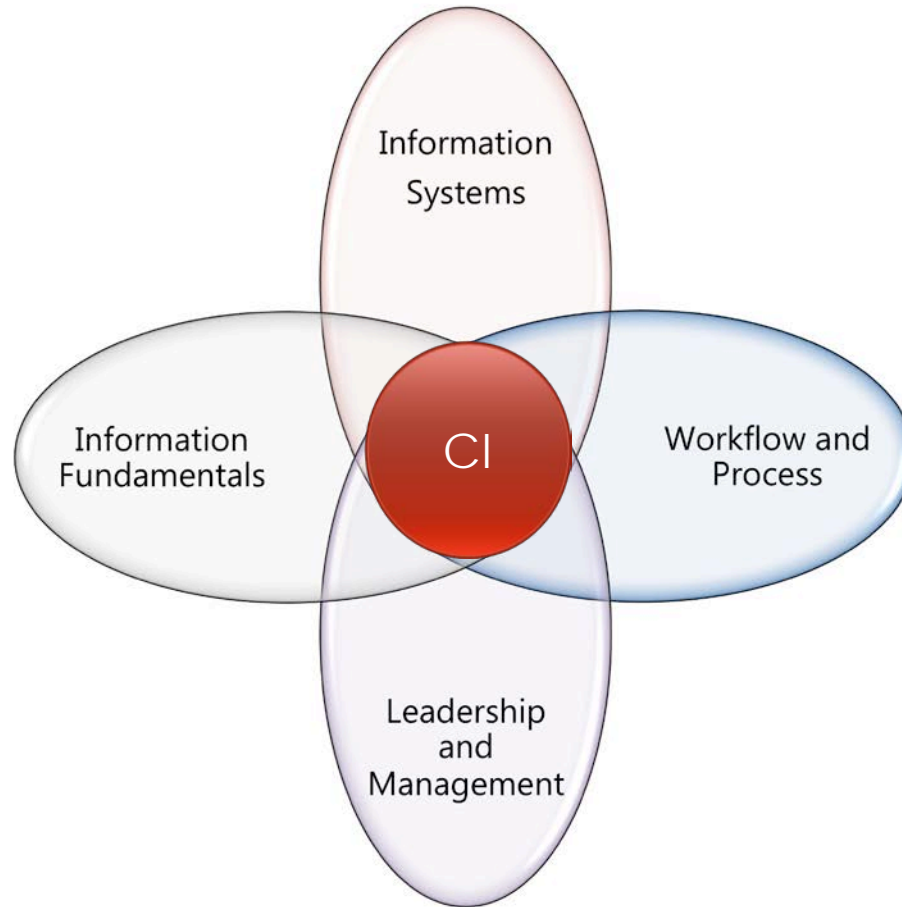 Information
Systems
Information
Fundamentals
CI
Workflow and
Process
Leadership
and
Management